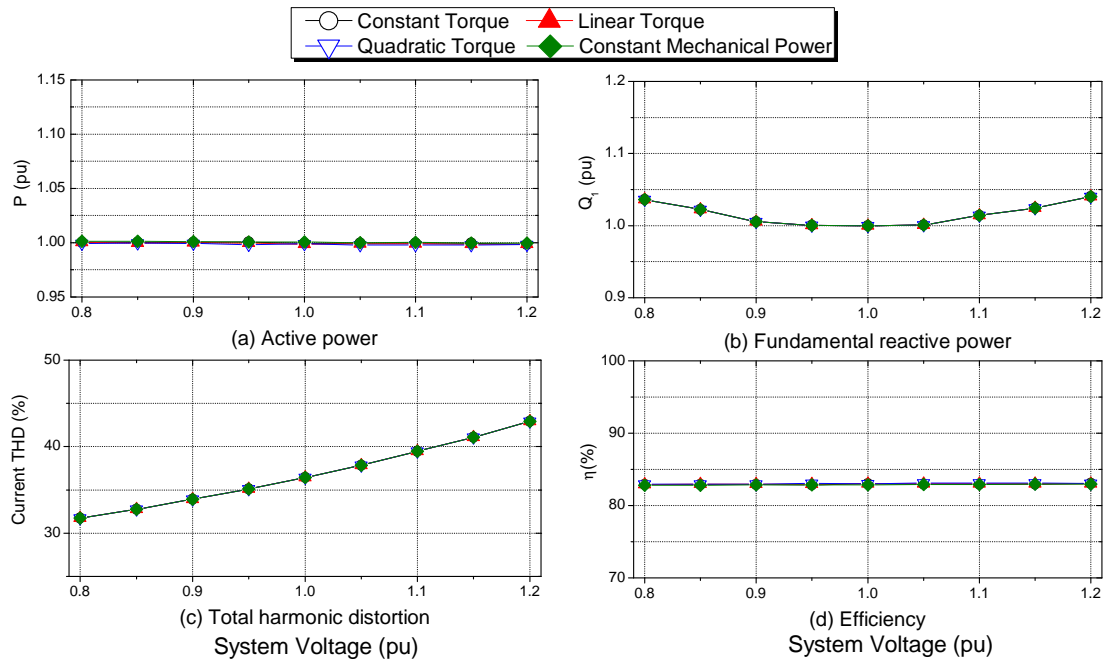 Constant Torque Linear Torque
Quadratic Torque Constant Mechanical Power
P (pu)
1.15
1.10
1.05
1.00
0.95
0.8 0.9 1.0 1.1 1.2
(a) Active power
Q1 (pu)
1.2
1.1
1.0
0.9
0.8 0.9 1.0 1.1 1.2
(b) Fundamental reactive power
Current THD (%)
50
40
30
0.8 0.9 1.0 1.1 1.2
(c) Total harmonic distortion
System Voltage (pu)
η(%)
100
90
80
70
0.8 0.9 1.0 1.1 1.2
(d) Efficiency
System Voltage (pu)